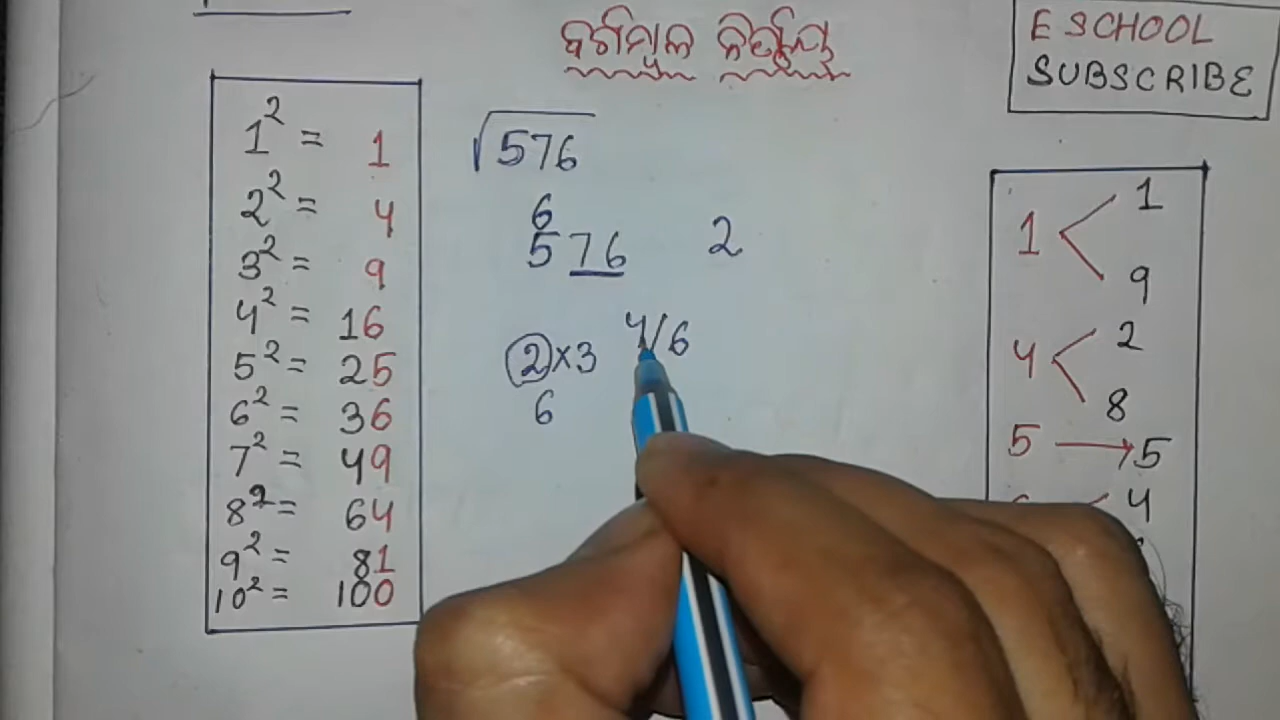 ବର୍ଗମୂଳ ନିର୍ଣ୍ଣୟ
E SCHOOL
SUBSCRIBE
1² = 1
2² = 4
3² = 9
4² = 16
5² = 25
6² = 36
7² = 49
8² = 64
9² = 81
10² = 100
√576
6
576
2
2×3
4/6
6
1
1
9
4
2
8
5 → 5
4